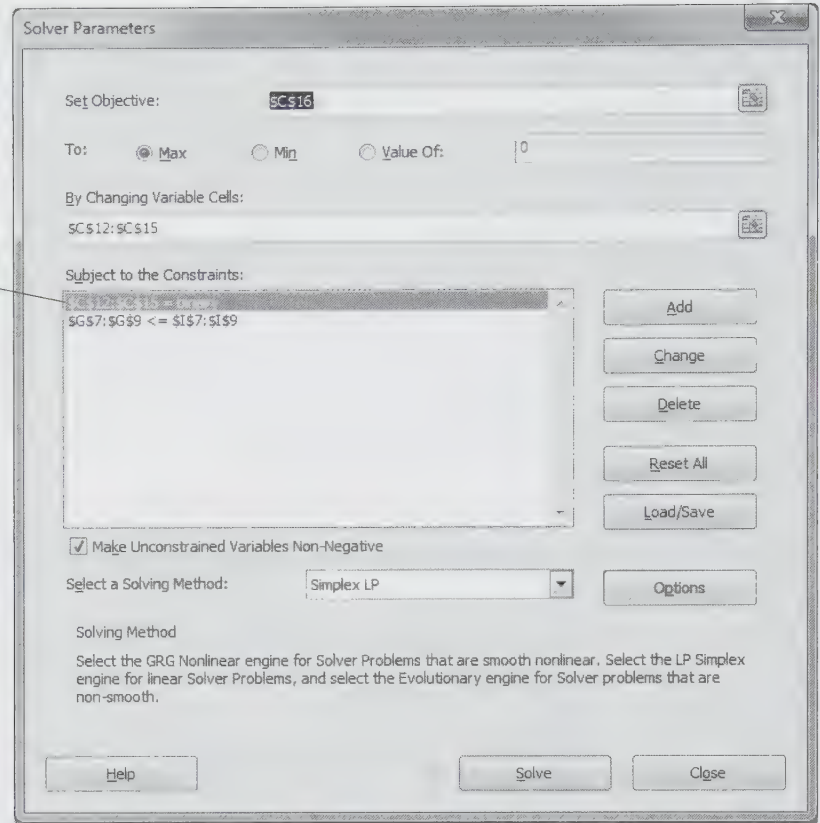 Solver Parameters
Set Objective:
$C$16
To:
Max
Min
Value Of:
0
By Changing Variable Cells:
$C$12:$C$15
Subject to the Constraints:
$C$12:$C$15 = binary
$G$7:$G$9 <= $I$7:$I$9
Add
Change
Delete
Reset All
Load/Save
Make Unconstrained Variables Non-Negative
Select a Solving Method:
Simplex LP
Options
Solving Method
Select the GRG Nonlinear engine for Solver Problems that are smooth nonlinear. Select the LP Simplex
engine for linear Solver Problems, and select the Evolutionary engine for Solver problems that are
non-smooth.
Help
Solve
Close